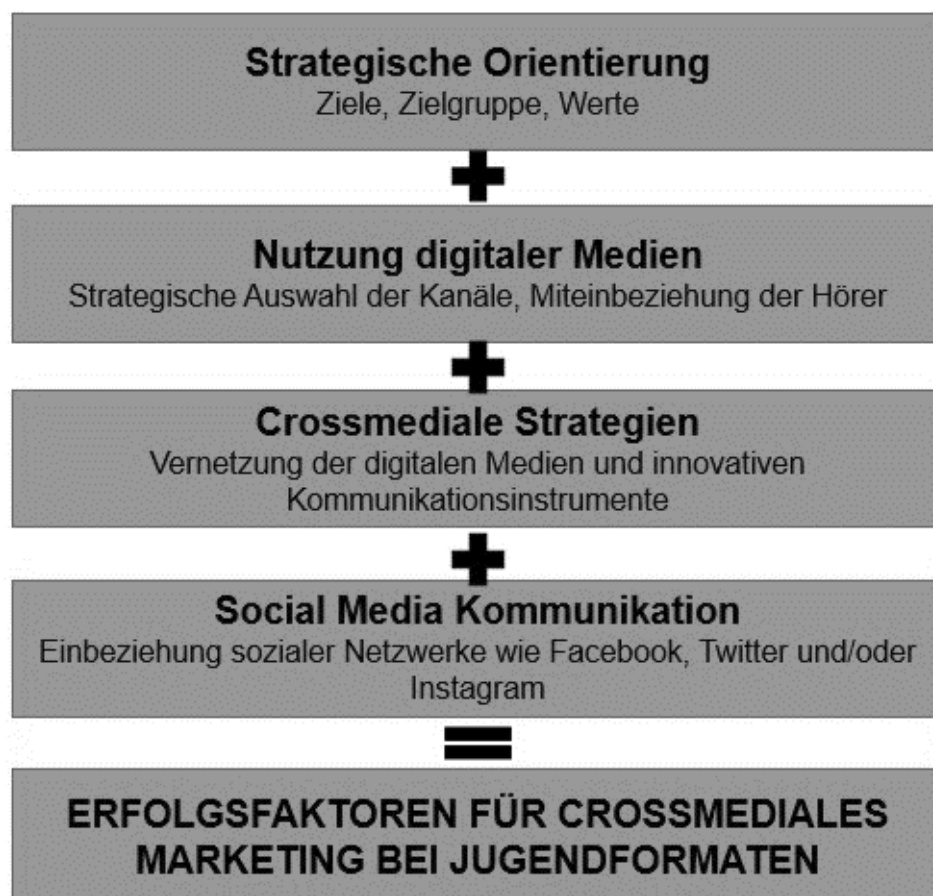 Strategische Orientierung
Ziele, Zielgruppe, Werte
+
Nutzung digitaler Medien
Strategische Auswahl der Kanäle, Miteinbeziehung der Hörer
+
Crossmediale Strategien
Vernetzung der digitalen Medien und innovativen
Kommunikationsinstrumente
+
Social Media Kommunikation
Einbeziehung sozialer Netzwerke wie Facebook, Twitter und/oder
Instagram
=
ERFOLGSFAKTOREN FÜR CROSSMEDIALES
MARKETING BEI JUGENDFORMATEN